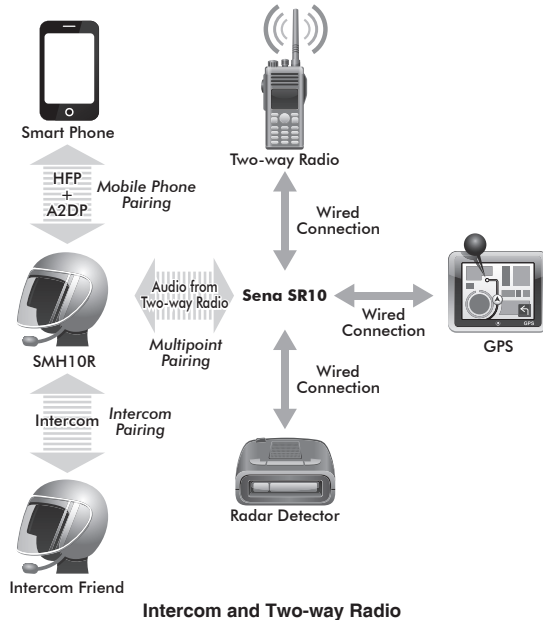 Smart Phone
Two-way Radio
HFP
+
A2DP
Mobile Phone
Pairing
Wired
Connection
Audio from
Two-way Radio
Sena SR10
Multipoint
Pairing
Wired
Connection
GPS
GPS
SMH10R
Wired
Connection
Intercom
Intercom
Pairing
Radar Detector
Intercom Friend
Intercom and Two-way Radio